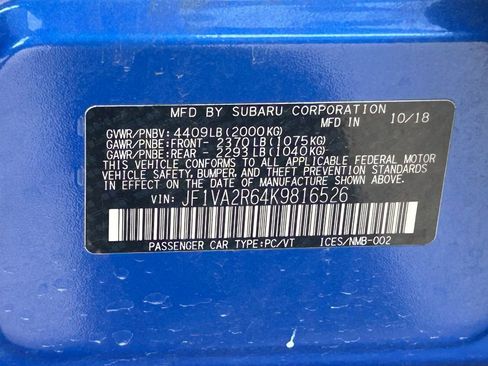 MFD BY SUBARU CORPORATION
GVWR/PNBV: 4409LB(2000KG) MFD IN 10/18
GAWR/PNBE:FRONT- 2370LB(1075KG)
GAWR/PNBE:REAR - 2293LB(1040KG)
THIS VEHICLE CONFORMS TO ALL APPLICABLE FEDERAL MOTOR
VEHICLE SAFETY, BUMPER, AND THEFT PREVENTION STANDARDS
IN EFFECT ON THE DATE OF MANUFACTURE SHOWN ABOVE.
VIN: JF1VA2R64K9816526
PASSENGER CAR TYPE:PC/VT ICES/NMB-002